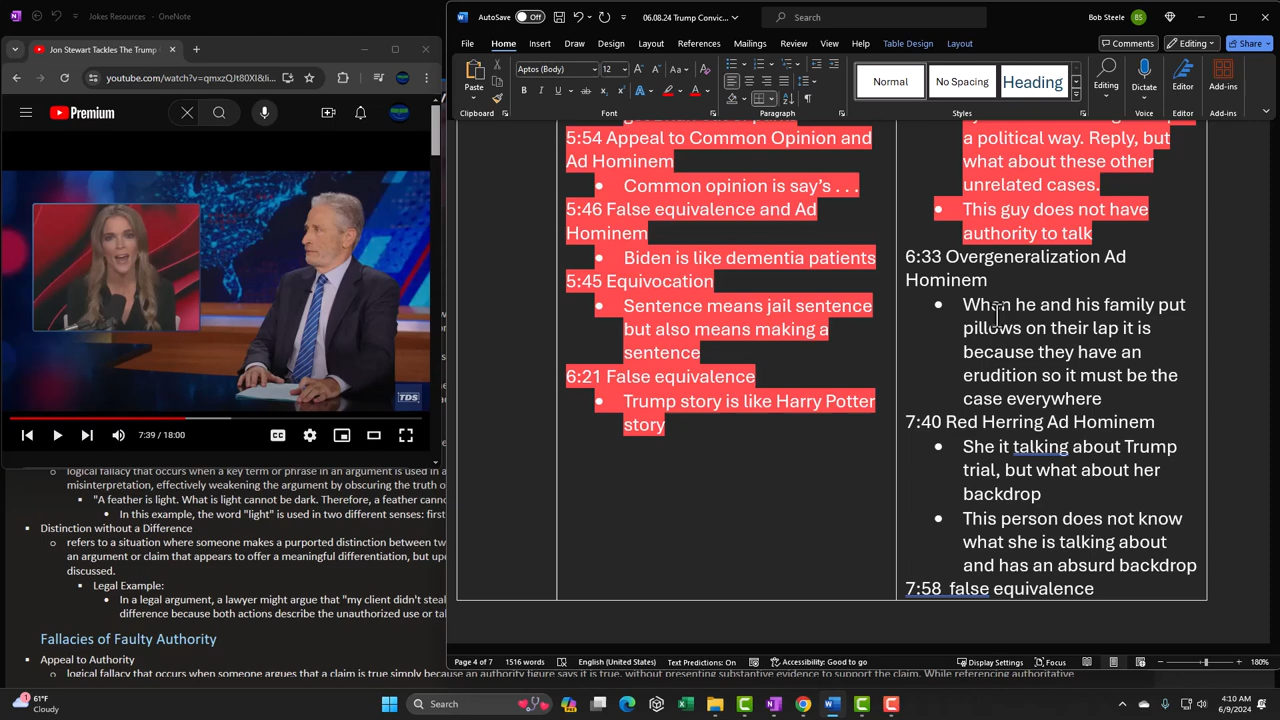 Jokes Resources - OneNote
Jon Stewart Tackles The Trump
youtube.com/watch?v=qmxzQJt80XI&li...
Premium
TDS
7:39 / 18:00
CC
logical fallacy that occurs when a key term or phrase in an argument is used in a
misinterpretation, effectively weakening the argument by obscuring the truth o
"A feather is light. What is light cannot be dark. Therefore, a feather
In this example, the word "light" is used in two different senses: first
Distinction without a Difference
refers to a situation where someone makes a purported distinction between tw
an argument or claim that appears to offer a meaningful differentiation, but upo
discussed.
Legal Example:
In a legal argument, a lawyer might argue that "my client didn't steal
difference because both actions describe the unauthorized use or tak
Fallacies of Faulty Authority
Appeal to Authority
logical fallacy that occurs when someone argues that a claim is true simply because an authority figure says it is true, without presenting substantive evidence to support the claim. While referencing authoritative
AutoSave Off
06.08.24 Trump Convic...
Search
Bob Steele BS
File Home Insert Draw Design Layout References Mailings Review View Help Table Design Layout
Comments Editing Share
Paste
Aptos (Body) 12
Normal No Spacing Heading
Editing Dictate Editor Add-ins
Clipboard Font Paragraph Styles Voice Editor Add-ins
5:54 Appeal to Common Opinion and
Ad Hominem
Common opinion is say's . . .
5:46 False equivalence and Ad
Hominem
Biden is like dementia patients
5:45 Equivocation
Sentence means jail sentence
but also means making a
sentence
6:21 False equivalence
Trump story is like Harry Potter
story
a political way. Reply, but
what about these other
unrelated cases.
This guy does not have
authority to talk
6:33 Overgeneralization Ad
Hominem
When he and his family put
pillows on their lap it is
because they have an
erudition so it must be the
case everywhere
7:40 Red Herring Ad Hominem
She it talking about Trump
trial, but what about her
backdrop
This person does not know
what she is talking about
and has an absurd backdrop
7:58 false equivalence
Page 4 of 7 1516 words English (United States) Text Predictions: On Accessibility: Good to go Display Settings Focus 180%
61°F
Cloudy
Search
4:10 AM
6/9/2024